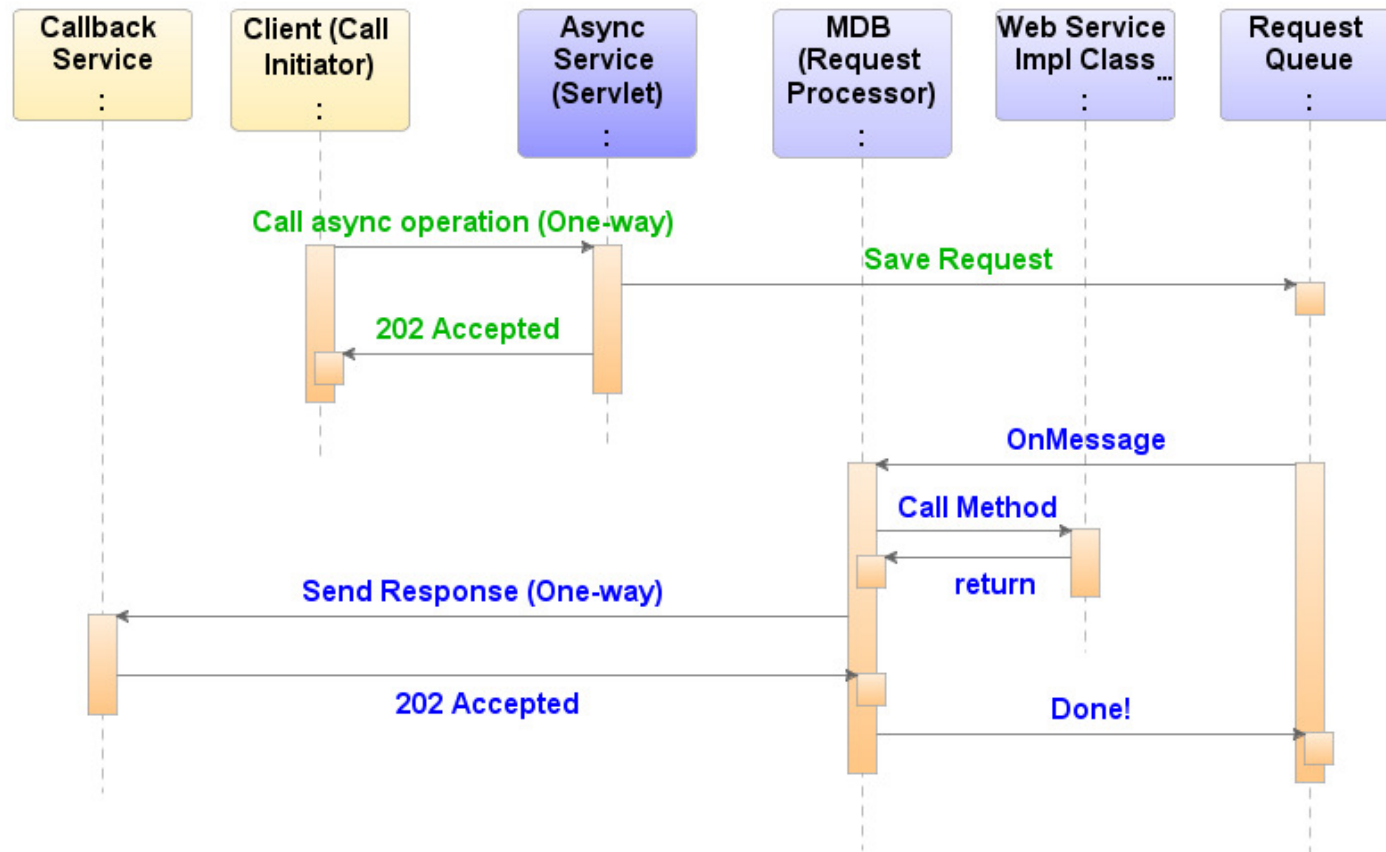 Callback
Service
:
Client (Call
Initiator)
:
Async
Service
(Servlet)
:
MDB
(Request
Processor)
:
Web Service
Impl Class...
:
Request
Queue
:
Call async operation (One-way)
Save Request
202 Accepted
OnMessage
Call Method
return
Send Response (One-way)
202 Accepted
Done!